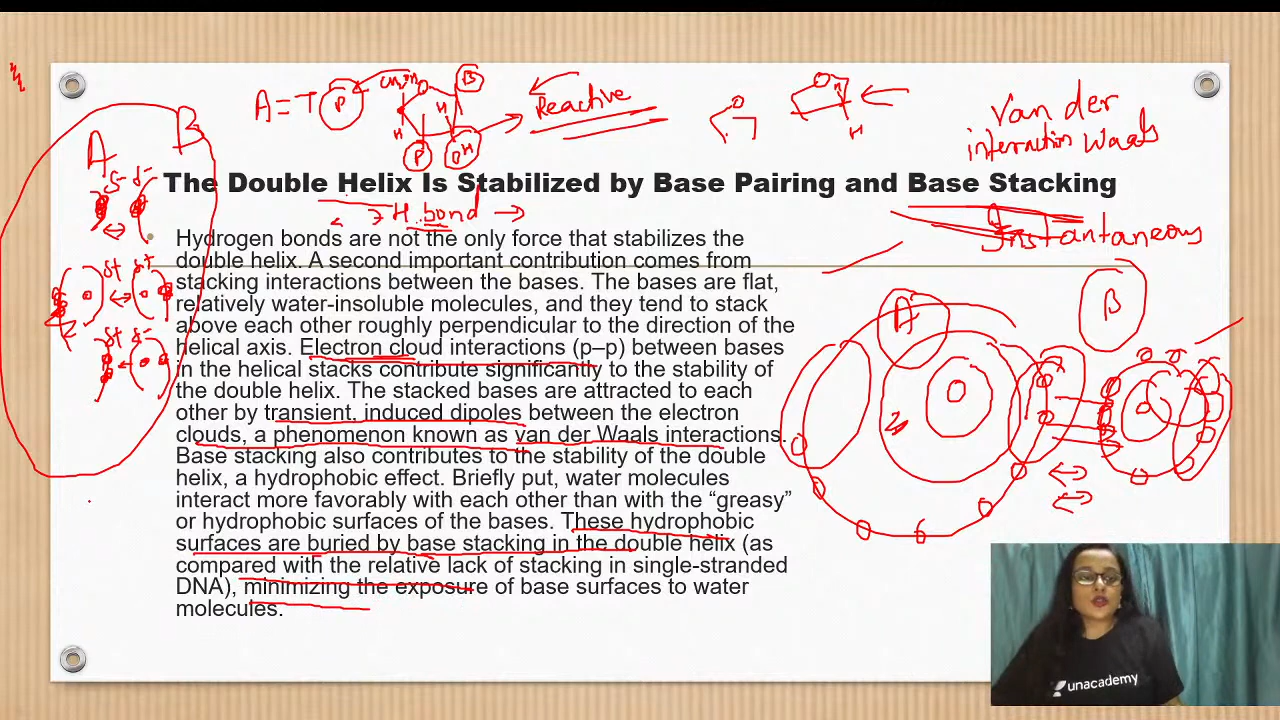 A = T
P
CH2OH
O
B
H
H
P
OH
Reactive
O
H
H
Van der
interaction Waals
A
B
The Double Helix Is Stabilized by Base Pairing and Base Stacking
H bond
Instantaneous
• Hydrogen bonds are not the only force that stabilizes the
double helix. A second important contribution comes from
stacking interactions between the bases. The bases are flat,
relatively water-insoluble molecules, and they tend to stack
above each other roughly perpendicular to the direction of the
helical axis. Electron cloud interactions (p–p) between bases
in the helical stacks contribute significantly to the stability of
the double helix. The stacked bases are attracted to each
other by transient, induced dipoles between the electron
clouds, a phenomenon known as van der Waals interactions.
Base stacking also contributes to the stability of the double
helix, a hydrophobic effect. Briefly put, water molecules
interact more favorably with each other than with the “greasy”
or hydrophobic surfaces of the bases. These hydrophobic
surfaces are buried by base stacking in the double helix (as
compared with the relative lack of stacking in single-stranded
DNA), minimizing the exposure of base surfaces to water
molecules.
δ- δ-
δ+ δ+
δ+ δ-
A
B
unacademy